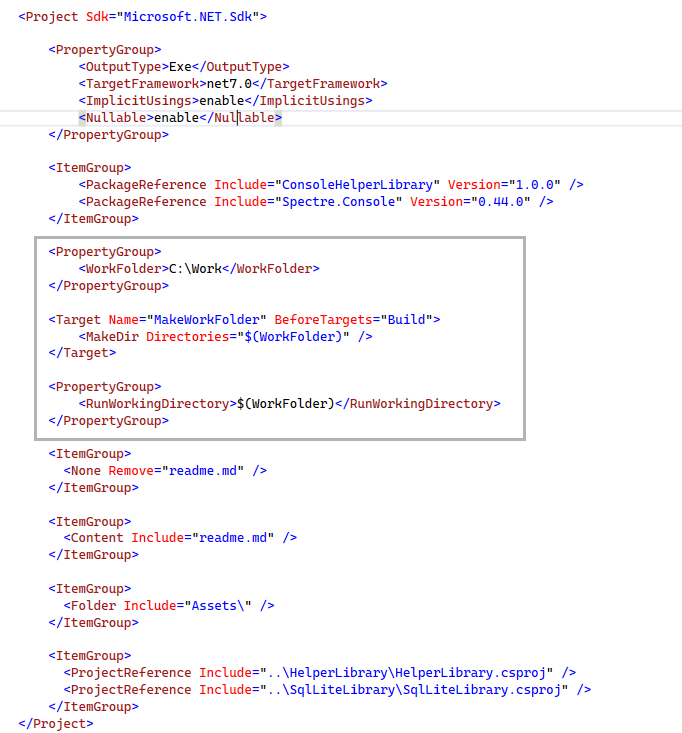 <Project Sdk="Microsoft.NET.Sdk">
<PropertyGroup>
<OutputType>Exe</OutputType>
<TargetFramework>net7.0</TargetFramework>
<ImplicitUsings>enable</ImplicitUsings>
<Nullable>enable</Nullable>
</PropertyGroup>
<ItemGroup>
<PackageReference Include="ConsoleHelperLibrary" Version="1.0.0" />
<PackageReference Include="Spectre.Console" Version="0.44.0" />
</ItemGroup>
<PropertyGroup>
<WorkFolder>C:\Work</WorkFolder>
</PropertyGroup>
<Target Name="MakeWorkFolder" BeforeTargets="Build">
<MakeDir Directories="$(WorkFolder)" />
</Target>
<PropertyGroup>
<RunWorkingDirectory>$(WorkFolder)</RunWorkingDirectory>
</PropertyGroup>
<ItemGroup>
<None Remove="readme.md" />
</ItemGroup>
<ItemGroup>
<Content Include="readme.md" />
</ItemGroup>
<ItemGroup>
<Folder Include="Assets\" />
</ItemGroup>
<ItemGroup>
<ProjectReference Include="..\HelperLibrary\HelperLibrary.csproj" />
<ProjectReference Include="..\SqlLiteLibrary\SqlLiteLibrary.csproj" />
</ItemGroup>
</Project>